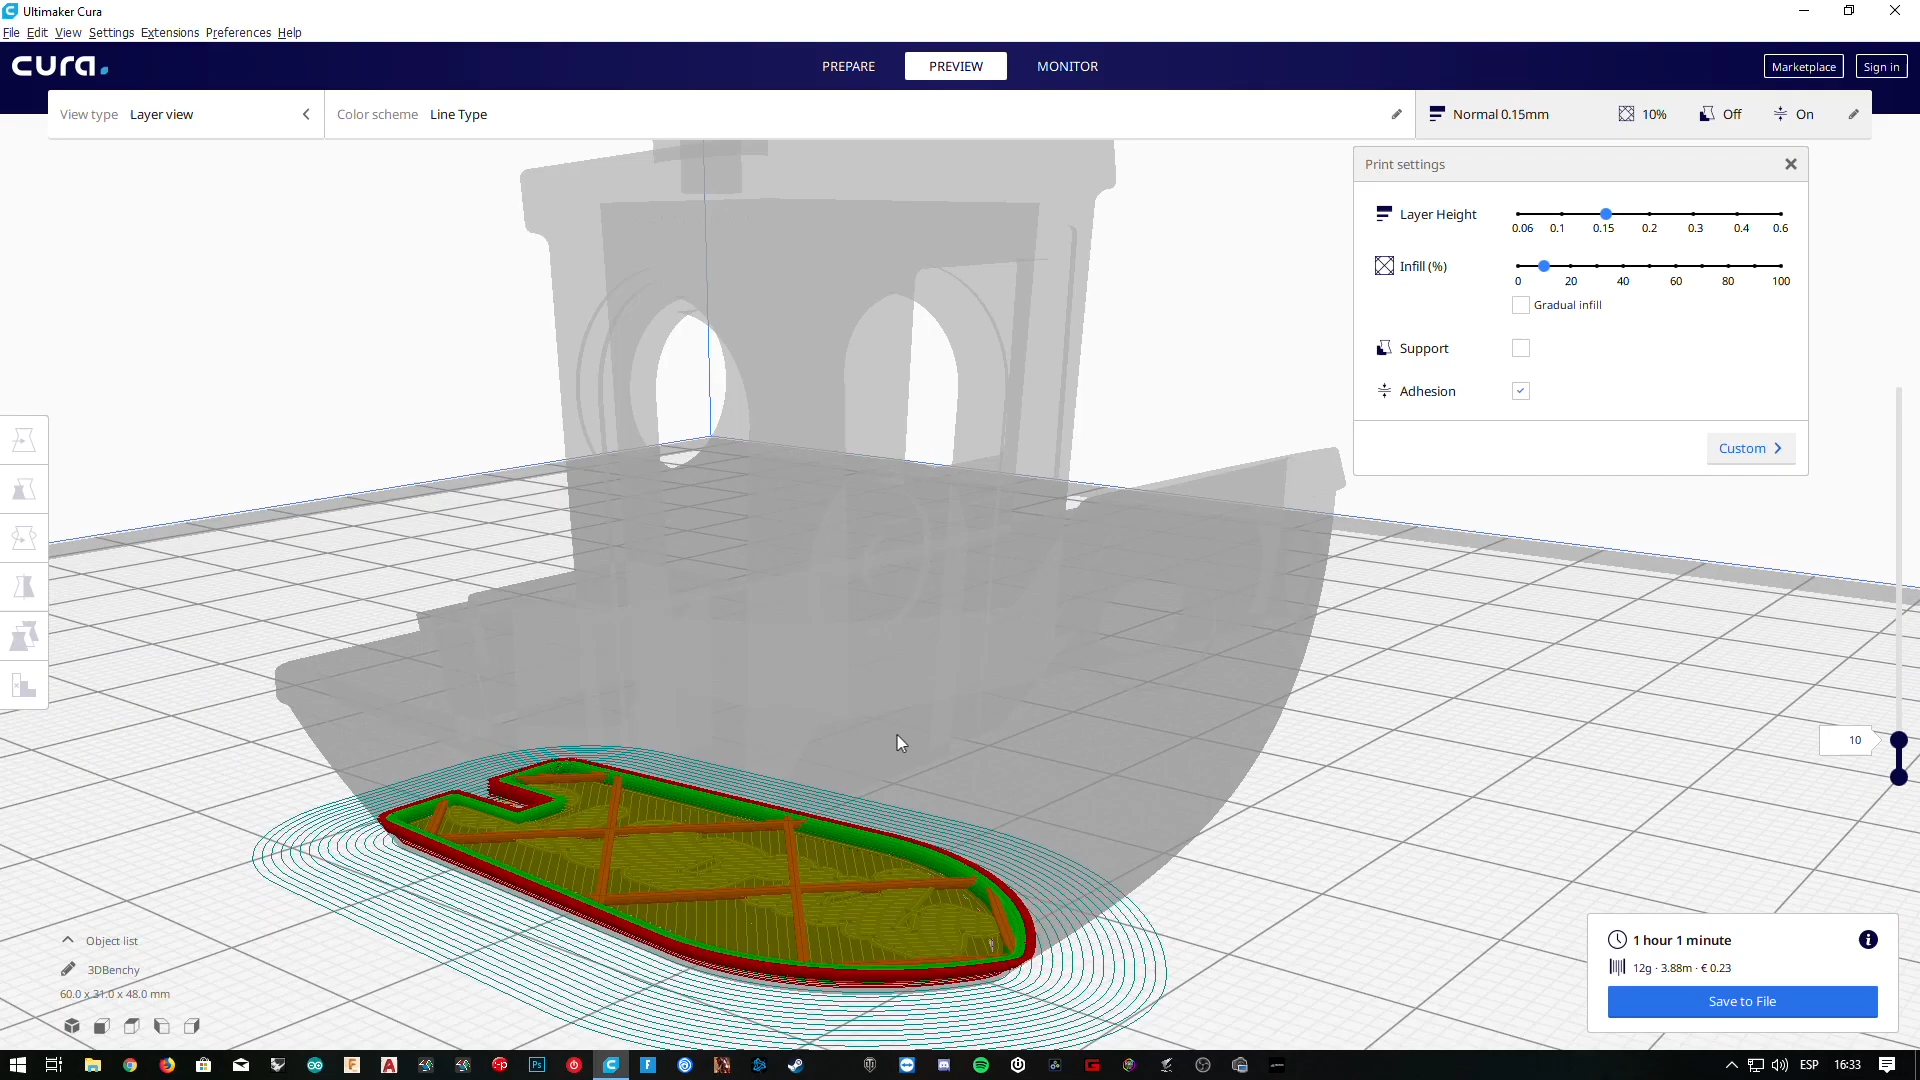 Ultimaker Cura
File Edit View Settings Extensions Preferences Help
cura.
PREPARE PREVIEW MONITOR
Marketplace Sign in
View type Layer view
Color scheme Line Type
Normal 0.15mm 10% Off On
Print settings
Layer Height
0.06 0.1 0.15 0.2 0.3 0.4 0.6
Infill (%)
0 20 40 60 80 100
Gradual infill
Support
Adhesion
Custom
10
Object list
3DBenchy
60.0 x 31.0 x 48.0 mm
1 hour 1 minute
12g · 3.88m · € 0.23
Save to File
ESP 16:33